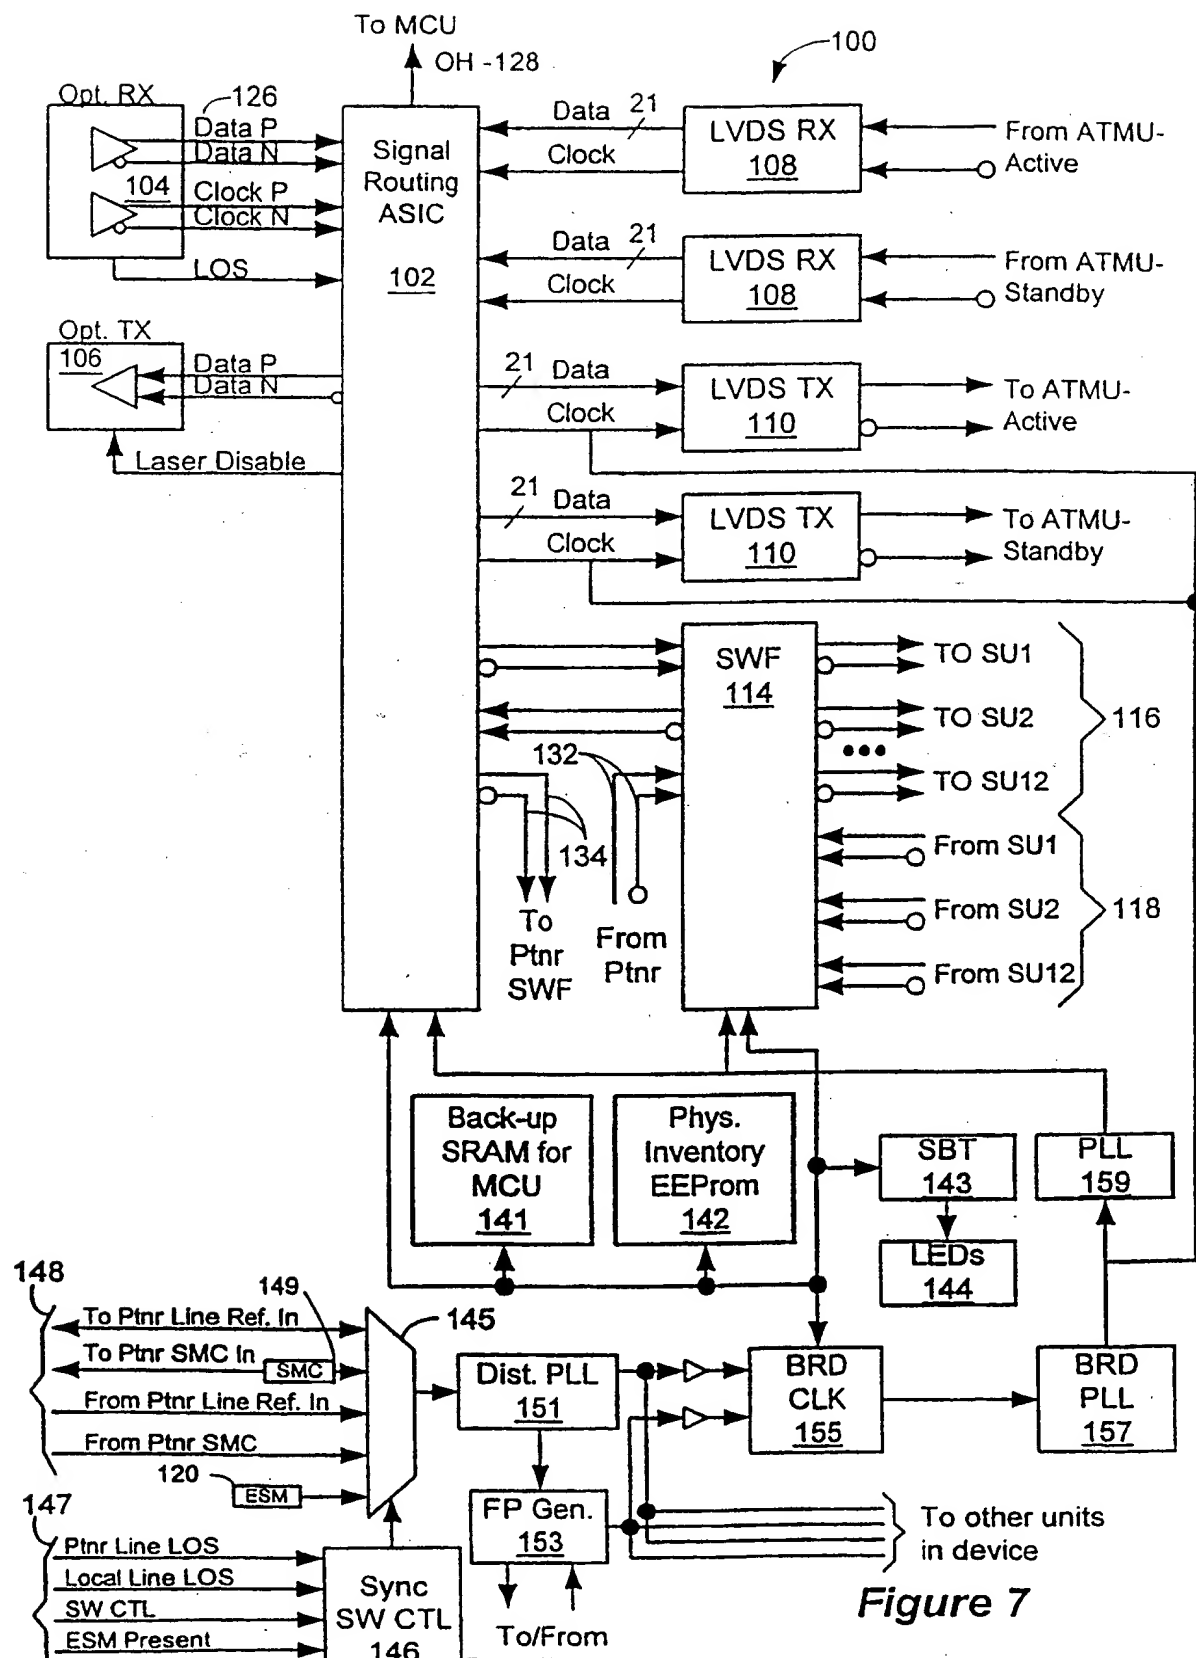 To MCU
OH -128
100
Opt. RX
126
Data P
Data N
104
Clock P
Clock N
LOS
Signal
Routing
ASIC
102
Data
21
Clock
LVDS RX
108
From ATMU-
Active
Data
21
Clock
LVDS RX
108
From ATMU-
Standby
Opt. TX
106
Data P
Data N
Laser Disable
21
Data
Clock
LVDS TX
110
To ATMU-
Active
21
Data
Clock
LVDS TX
110
To ATMU-
Standby
SWF
114
TO SU1
TO SU2
TO SU12
116
From SU1
From SU2
From SU12
118
132
134
To
Ptnr
SWF
From
Ptnr
Back-up
SRAM for
MCU
141
Phys.
Inventory
EEProm
142
SBT
143
LEDs
144
PLL
159
148
149
To Ptnr Line Ref. In
To Ptnr SMC In
SMC
From Ptnr Line Ref. In
From Ptnr SMC
120
ESM
145
Dist. PLL
151
BRD
CLK
155
BRD
PLL
157
FP Gen.
153
To other units
in device
147
Ptnr Line LOS
Local Line LOS
SW CTL
ESM Present
Sync
SW CTL
146
To/From
Figure 7